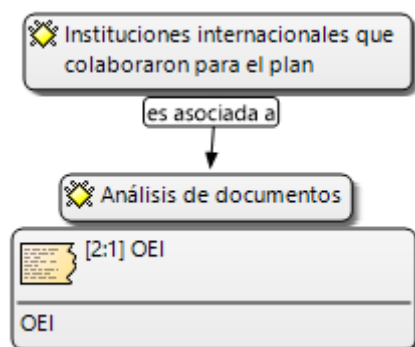 Instituciones internacionales que
colaboraron para el plan
es asociada a
Análisis de documentos
[2:1] OEI
OEI